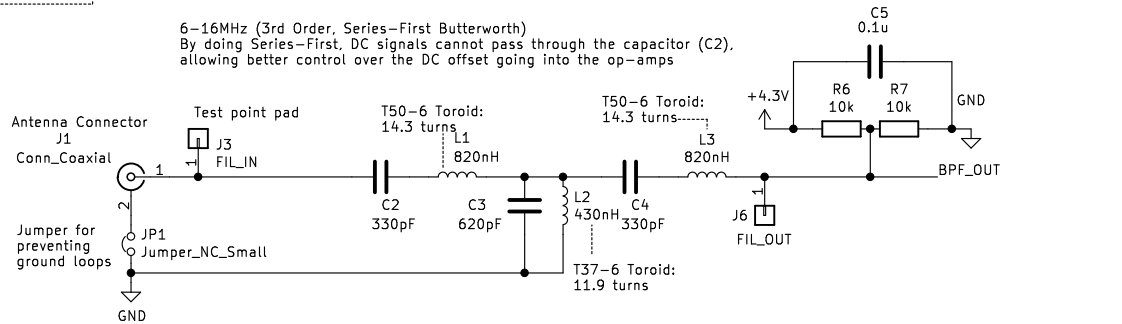 6-16MHz (3rd Order, Series-First Butterworth)
By doing Series-First, DC signals cannot pass through the capacitor (C2),
allowing better control over the DC offset going into the op-amps
C5
0.1u
+4.3V
R6
10k
R7
10k
GND
Antenna Connector
J1
Conn_Coaxial
1
2
Test point pad
J3
1
FIL_IN
T50-6 Toroid:
14.3 turns
L1
820nH
C2
330pF
C3
620pF
L2
430nH
T37-6 Toroid:
11.9 turns
T50-6 Toroid:
14.3 turns
L3
820nH
C4
330pF
1
J6
FIL_OUT
BPF_OUT
Jumper for
preventing
ground loops
JP1
Jumper_NC_Small
GND